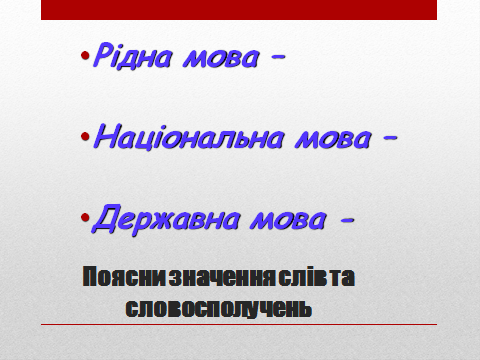 •Рідна мова –
•Національна мова –
•Державна мова -
Поясни значення слів та
словосполучень